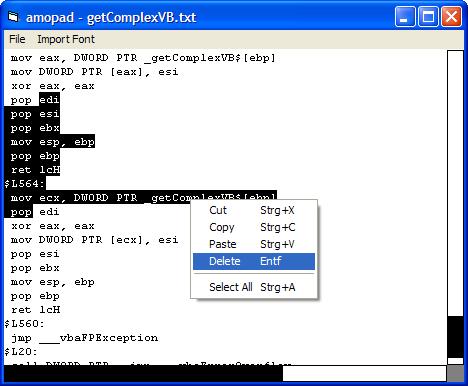 amopad - getComplexVB.txt
File Import Font
mov eax, DWORD PTR _getComplexVB$[ebp]
mov DWORD PTR [eax], esi
xor eax, eax
pop edi
pop esi
pop ebx
mov esp, ebp
pop ebp
ret lcH
$L564:
mov ecx, DWORD PTR _getComplexVB$[ebp]
pop edi
xor eax, eax
mov DWORD PTR [ecx], esi
pop esi
pop ebx
mov esp, ebp
pop ebp
ret lcH
$L560:
jmp ___vbaFPException
$L20:
Cut Strg+X
Copy Strg+C
Paste Strg+V
Delete Entf
Select All Strg+A